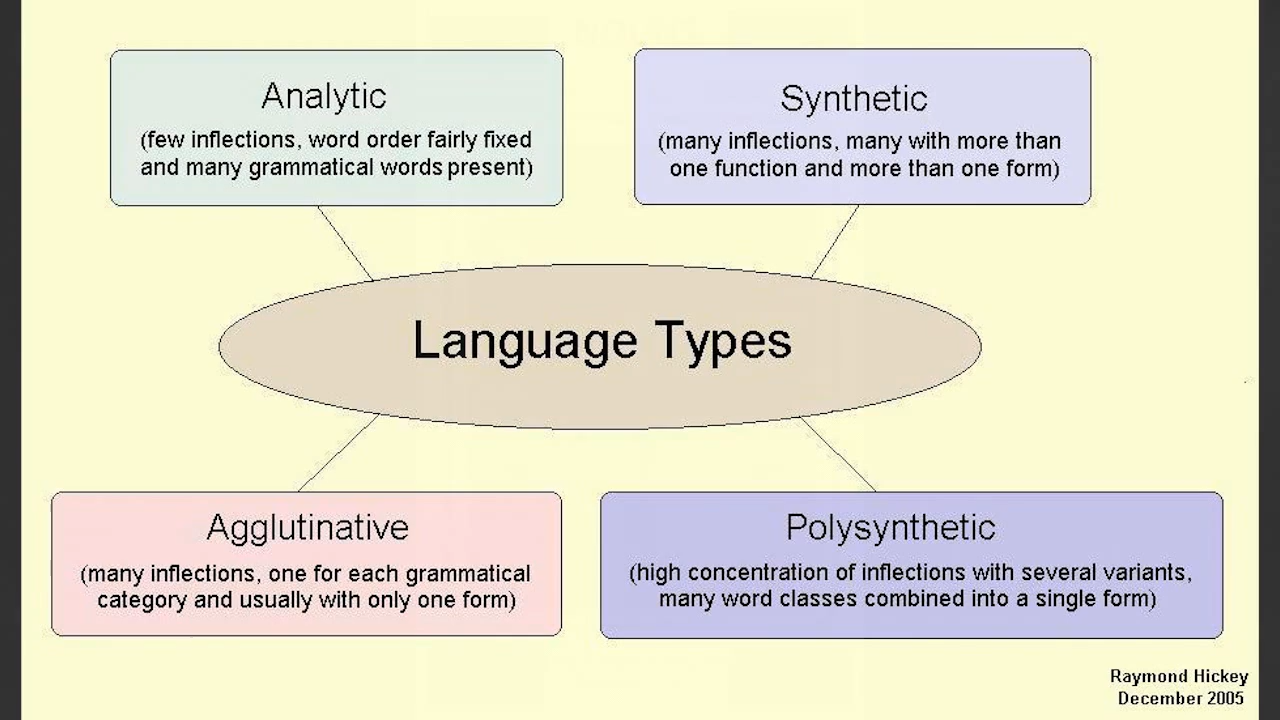 Analytic
(few inflections, word order fairly fixed
and many grammatical words present)
Synthetic
(many inflections, many with more than
one function and more than one form)
Language Types
Agglutinative
(many inflections, one for each grammatical
category and usually with only one form)
Polysynthetic
(high concentration of inflections with several variants,
many word classes combined into a single form)
Raymond Hickey
December 2005